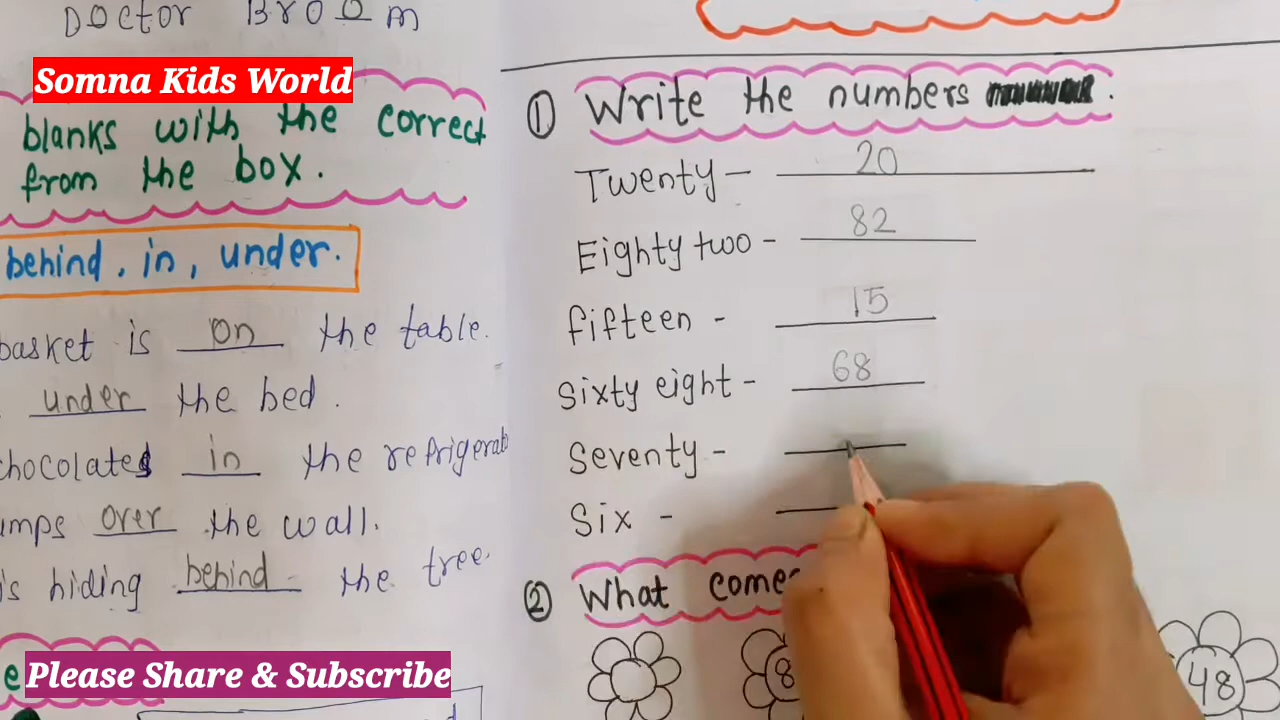 Doctor Broom
Somna Kids World
blanks with the correct
from the box.
behind, in, under.
basket is on the table.
under the bed.
chocolates in the refrigerat
umps over the wall.
is hiding behind the tree.
Please Share & Subscribe
① Write the numbers
Twenty - 20
Eighty two - 82
fifteen - 15
Sixty eight - 68
Seventy -
Six -
② What comes
8
48